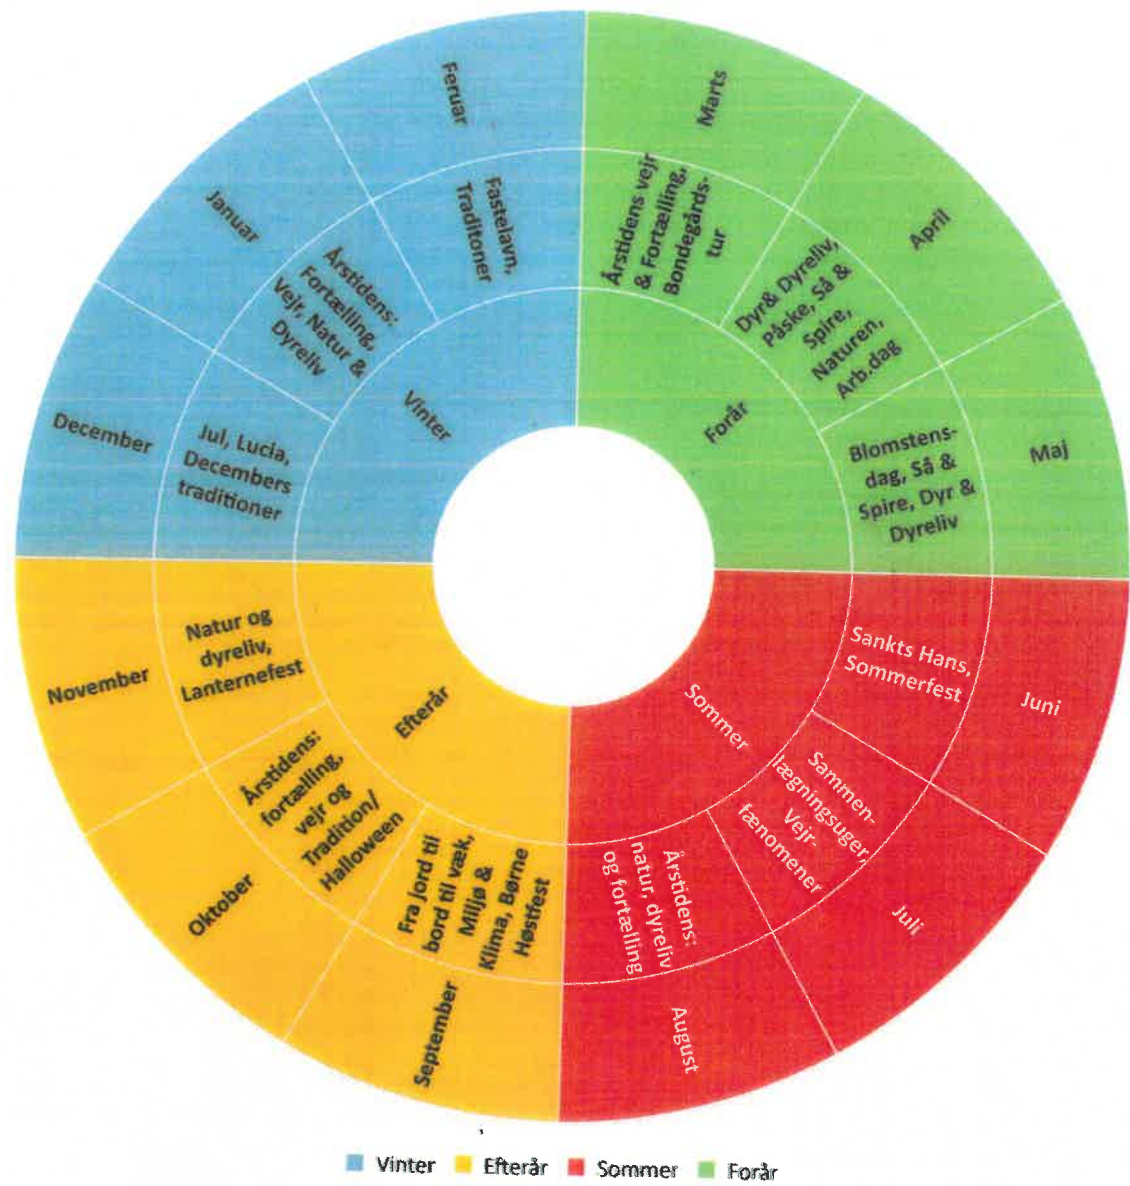 Feruar
Fastelavn,
Traditoner
Marts
Årstidens vejr
& Fortælling,
Bondegårds-
tur
April
Dyr& Dyreliv,
Påske, Så &
Spire,
Naturen,
Arb.dag
Maj
Blomstens-
dag, Så &
Spire, Dyr &
Dyreliv
Forår
Juni
Sankts Hans,
Sommerfest
Juli
Sammen-
lægningsuger,
Vejr-
fænomener
August
Årstidens:
natur, dyreliv
og fortælling
Sommer
September
Fra jord til
bord til væk,
Miljø &
Klima, Børne
Høstfest
Oktober
Årstidens:
fortælling,
vejr og
Tradition/
Halloween
November
Natur og
dyreliv,
Lanternefest
Efterår
December
Jul, Lucia,
Decembers
traditioner
Januar
Årstidens:
Fortælling,
Vejr, Natur &
Dyreliv
Vinter
Vinter Efterår Sommer Forår